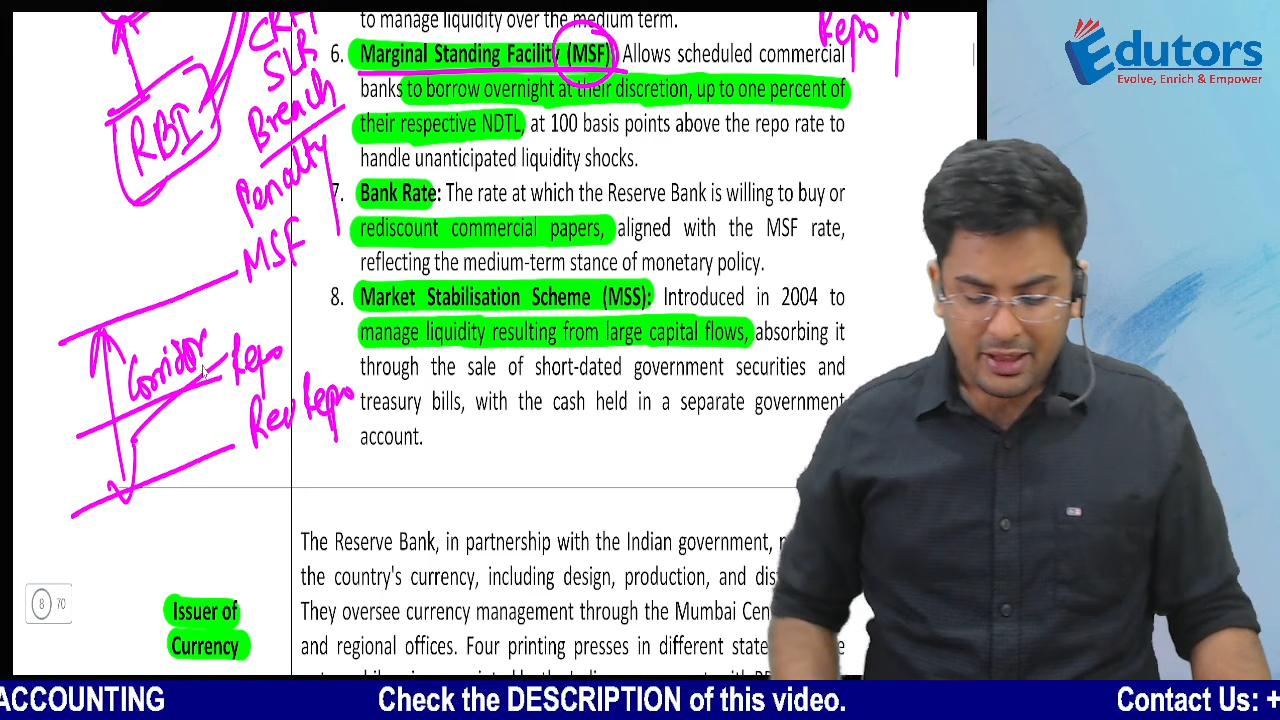 to manage liquidity over the medium term.
Repo ↑
Edutors
Evolve, Enrich & Empower
6. Marginal Standing Facility (MSF) Allows scheduled commercial
banks to borrow overnight at their discretion, up to one percent of
their respective NDTL, at 100 basis points above the repo rate to
handle unanticipated liquidity shocks.
7. Bank Rate: The rate at which the Reserve Bank is willing to buy or
rediscount commercial papers, aligned with the MSF rate,
reflecting the medium-term stance of monetary policy.
8. Market Stabilisation Scheme (MSS): Introduced in 2004 to
manage liquidity resulting from large capital flows, absorbing it
through the sale of short-dated government securities and
treasury bills, with the cash held in a separate government
account.
SLR
Breach
Penalty
RBI
MSF
Corridor
Repo
Rev Repo
The Reserve Bank, in partnership with the Indian government,
the country's currency, including design, production, and
They oversee currency management through the Mumbai
and regional offices. Four printing presses in different
8 70
Issuer of
Currency
ACCOUNTING
Check the DESCRIPTION of this video.
Contact Us: +